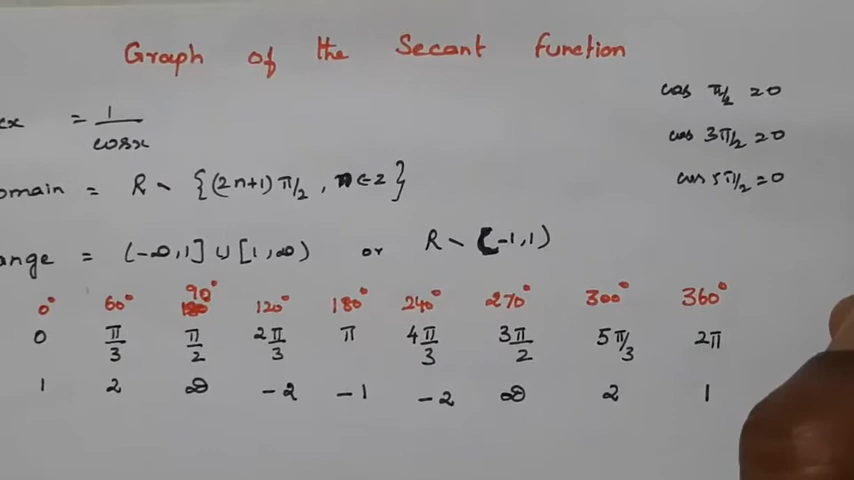 Graph of the Secant function
cos π/2 = 0
ecx = 1/cosx
cos 3π/2 = 0
omain = R \ {(2n+1) π/2, n ∈ z}
cos 5π/2 = 0
ange = (-∞, 1] ∪ [1, ∞) or R \ (-1, 1)
0° 60° 90° 120° 180° 240° 270° 300° 360°
0 π/3 π/2 2π/3 π 4π/3 3π/2 5π/3 2π
1 2 ∞ -2 -1 -2 ∞ 2 1